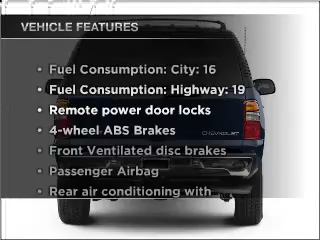 VEHICLE FEATURES
• Fuel Consumption: City: 16
• Fuel Consumption: Highway: 19
• Remote power door locks
• 4-wheel ABS Brakes
• Front Ventilated disc brakes
• Passenger Airbag
• Rear air conditioning with
CHEVROLET